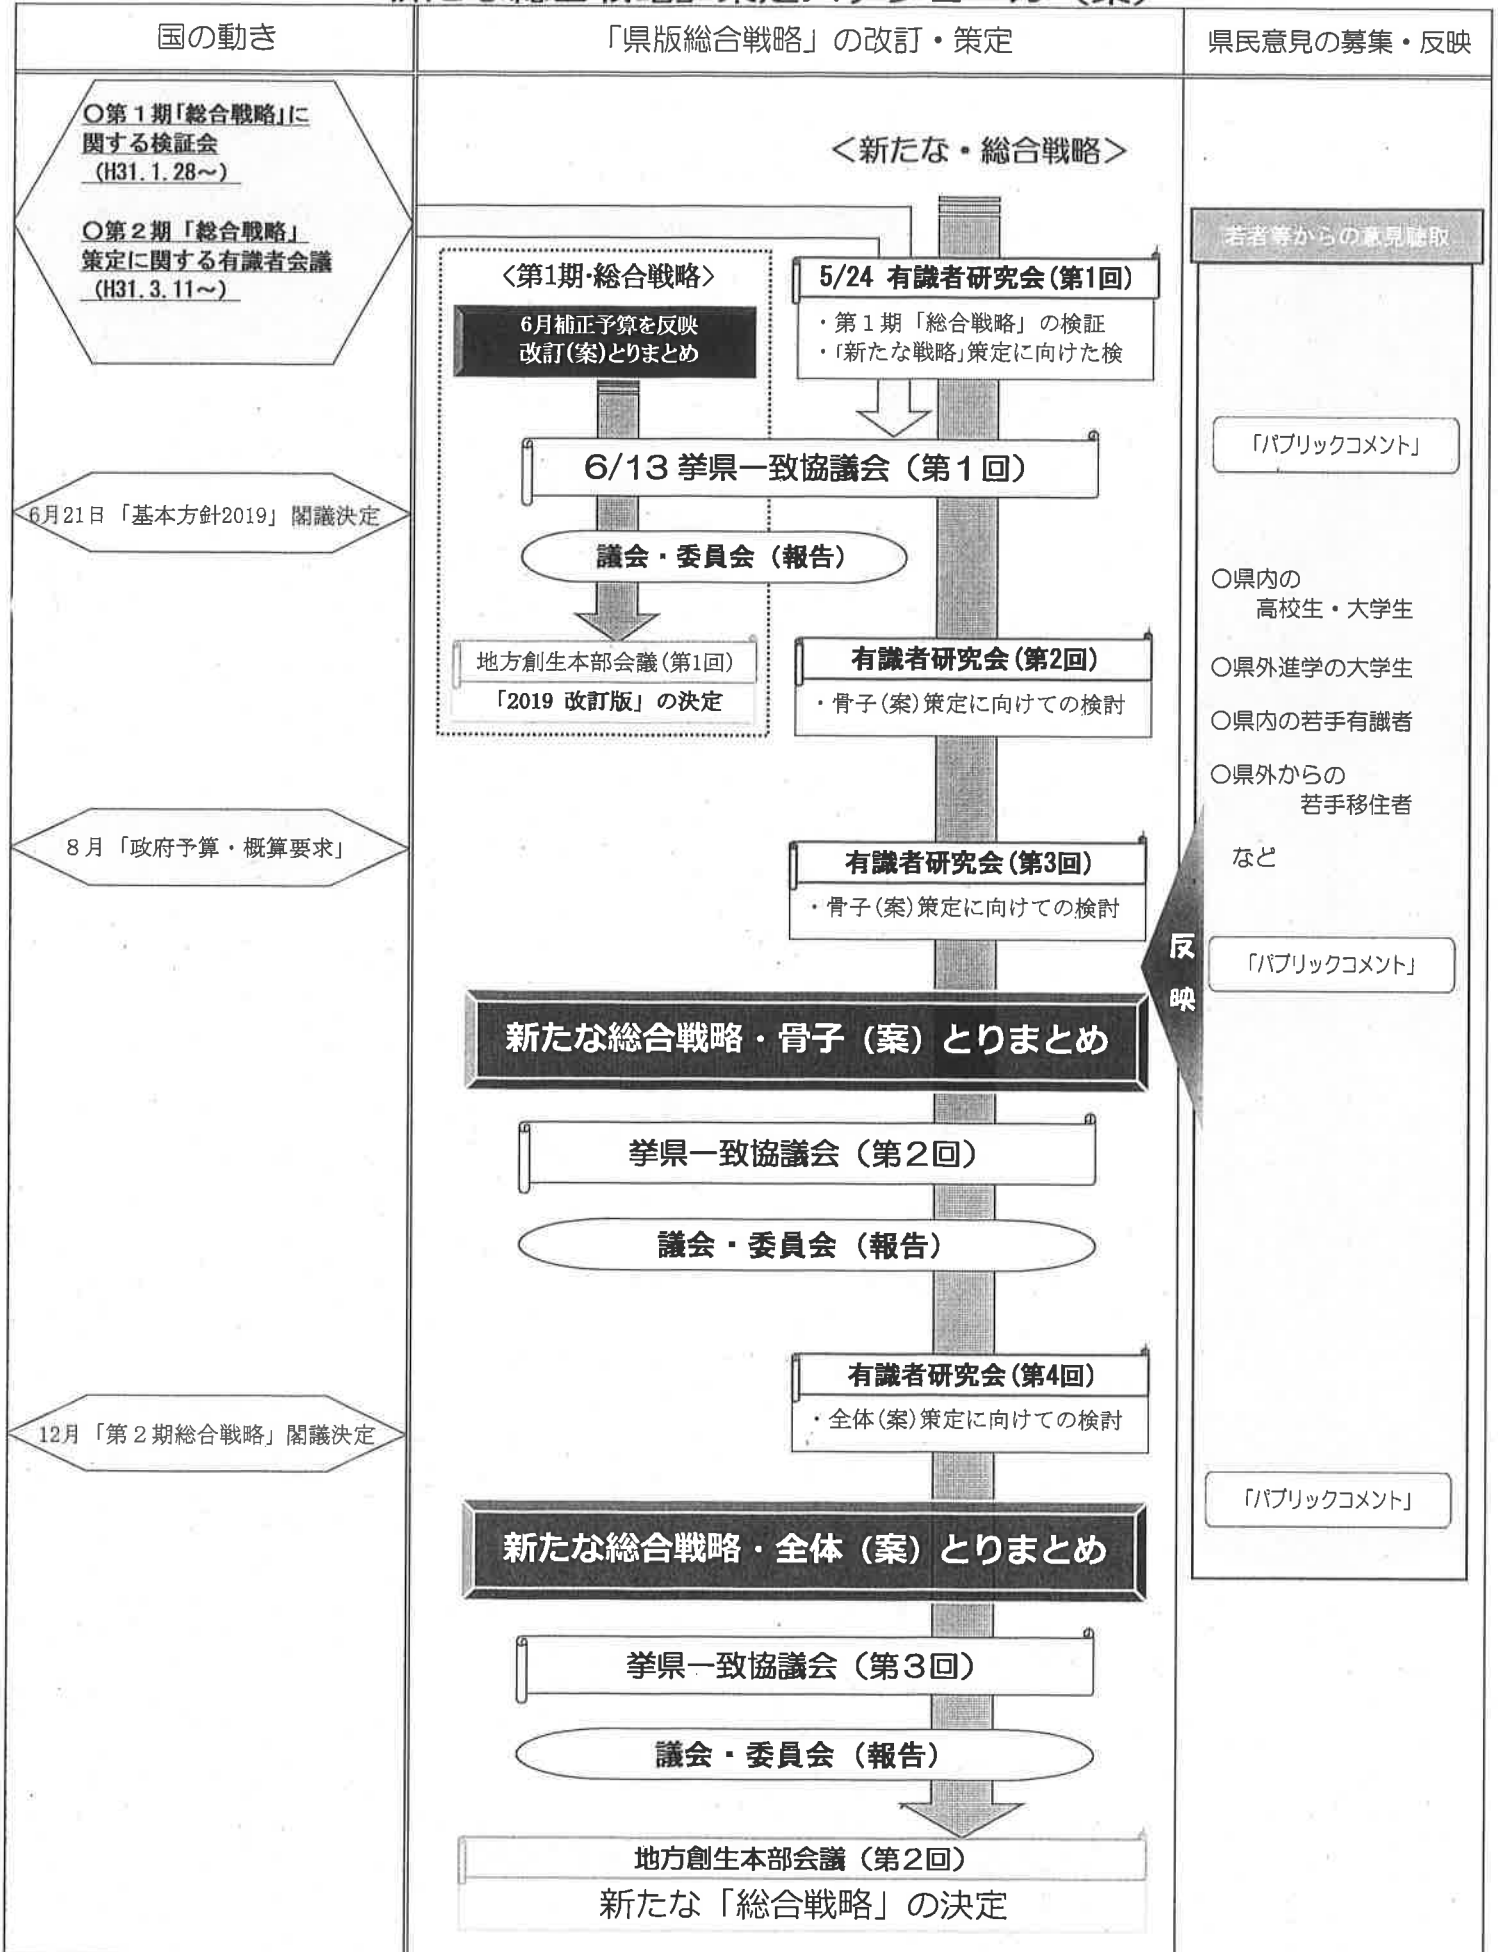 国の動き
「県版総合戦略」の改訂・策定
県民意見の募集・反映
〇第1期「総合戦略」に
関する検証会
(H31.1.28～)
〇第2期「総合戦略」
策定に関する有識者会議
(H31.3.11～)
＜新たな・総合戦略＞
若者等からの意見聴取
＜第1期・総合戦略＞
6月補正予算を反映
改訂(案)とりまとめ
5/24 有識者研究会(第1回)
・第1期「総合戦略」の検証
・「新たな戦略」策定に向けた検
「パブリックコメント」
6/13 挙県一致協議会（第1回）
6月21日「基本方針2019」閣議決定
議会・委員会（報告）
〇県内の
高校生・大学生
〇県外進学の大学生
〇県内の若手有識者
〇県外からの
若手移住者
など
地方創生本部会議(第1回)
「2019 改訂版」の決定
有識者研究会(第2回)
・骨子(案)策定に向けての検討
8月「政府予算・概算要求」
有識者研究会(第3回)
・骨子(案)策定に向けての検討
反
映
「パブリックコメント」
新たな総合戦略・骨子（案）とりまとめ
挙県一致協議会（第2回）
議会・委員会（報告）
有識者研究会(第4回)
・全体(案)策定に向けての検討
12月「第2期総合戦略」閣議決定
「パブリックコメント」
新たな総合戦略・全体（案）とりまとめ
挙県一致協議会（第3回）
議会・委員会（報告）
地方創生本部会議（第2回）
新たな「総合戦略」の決定